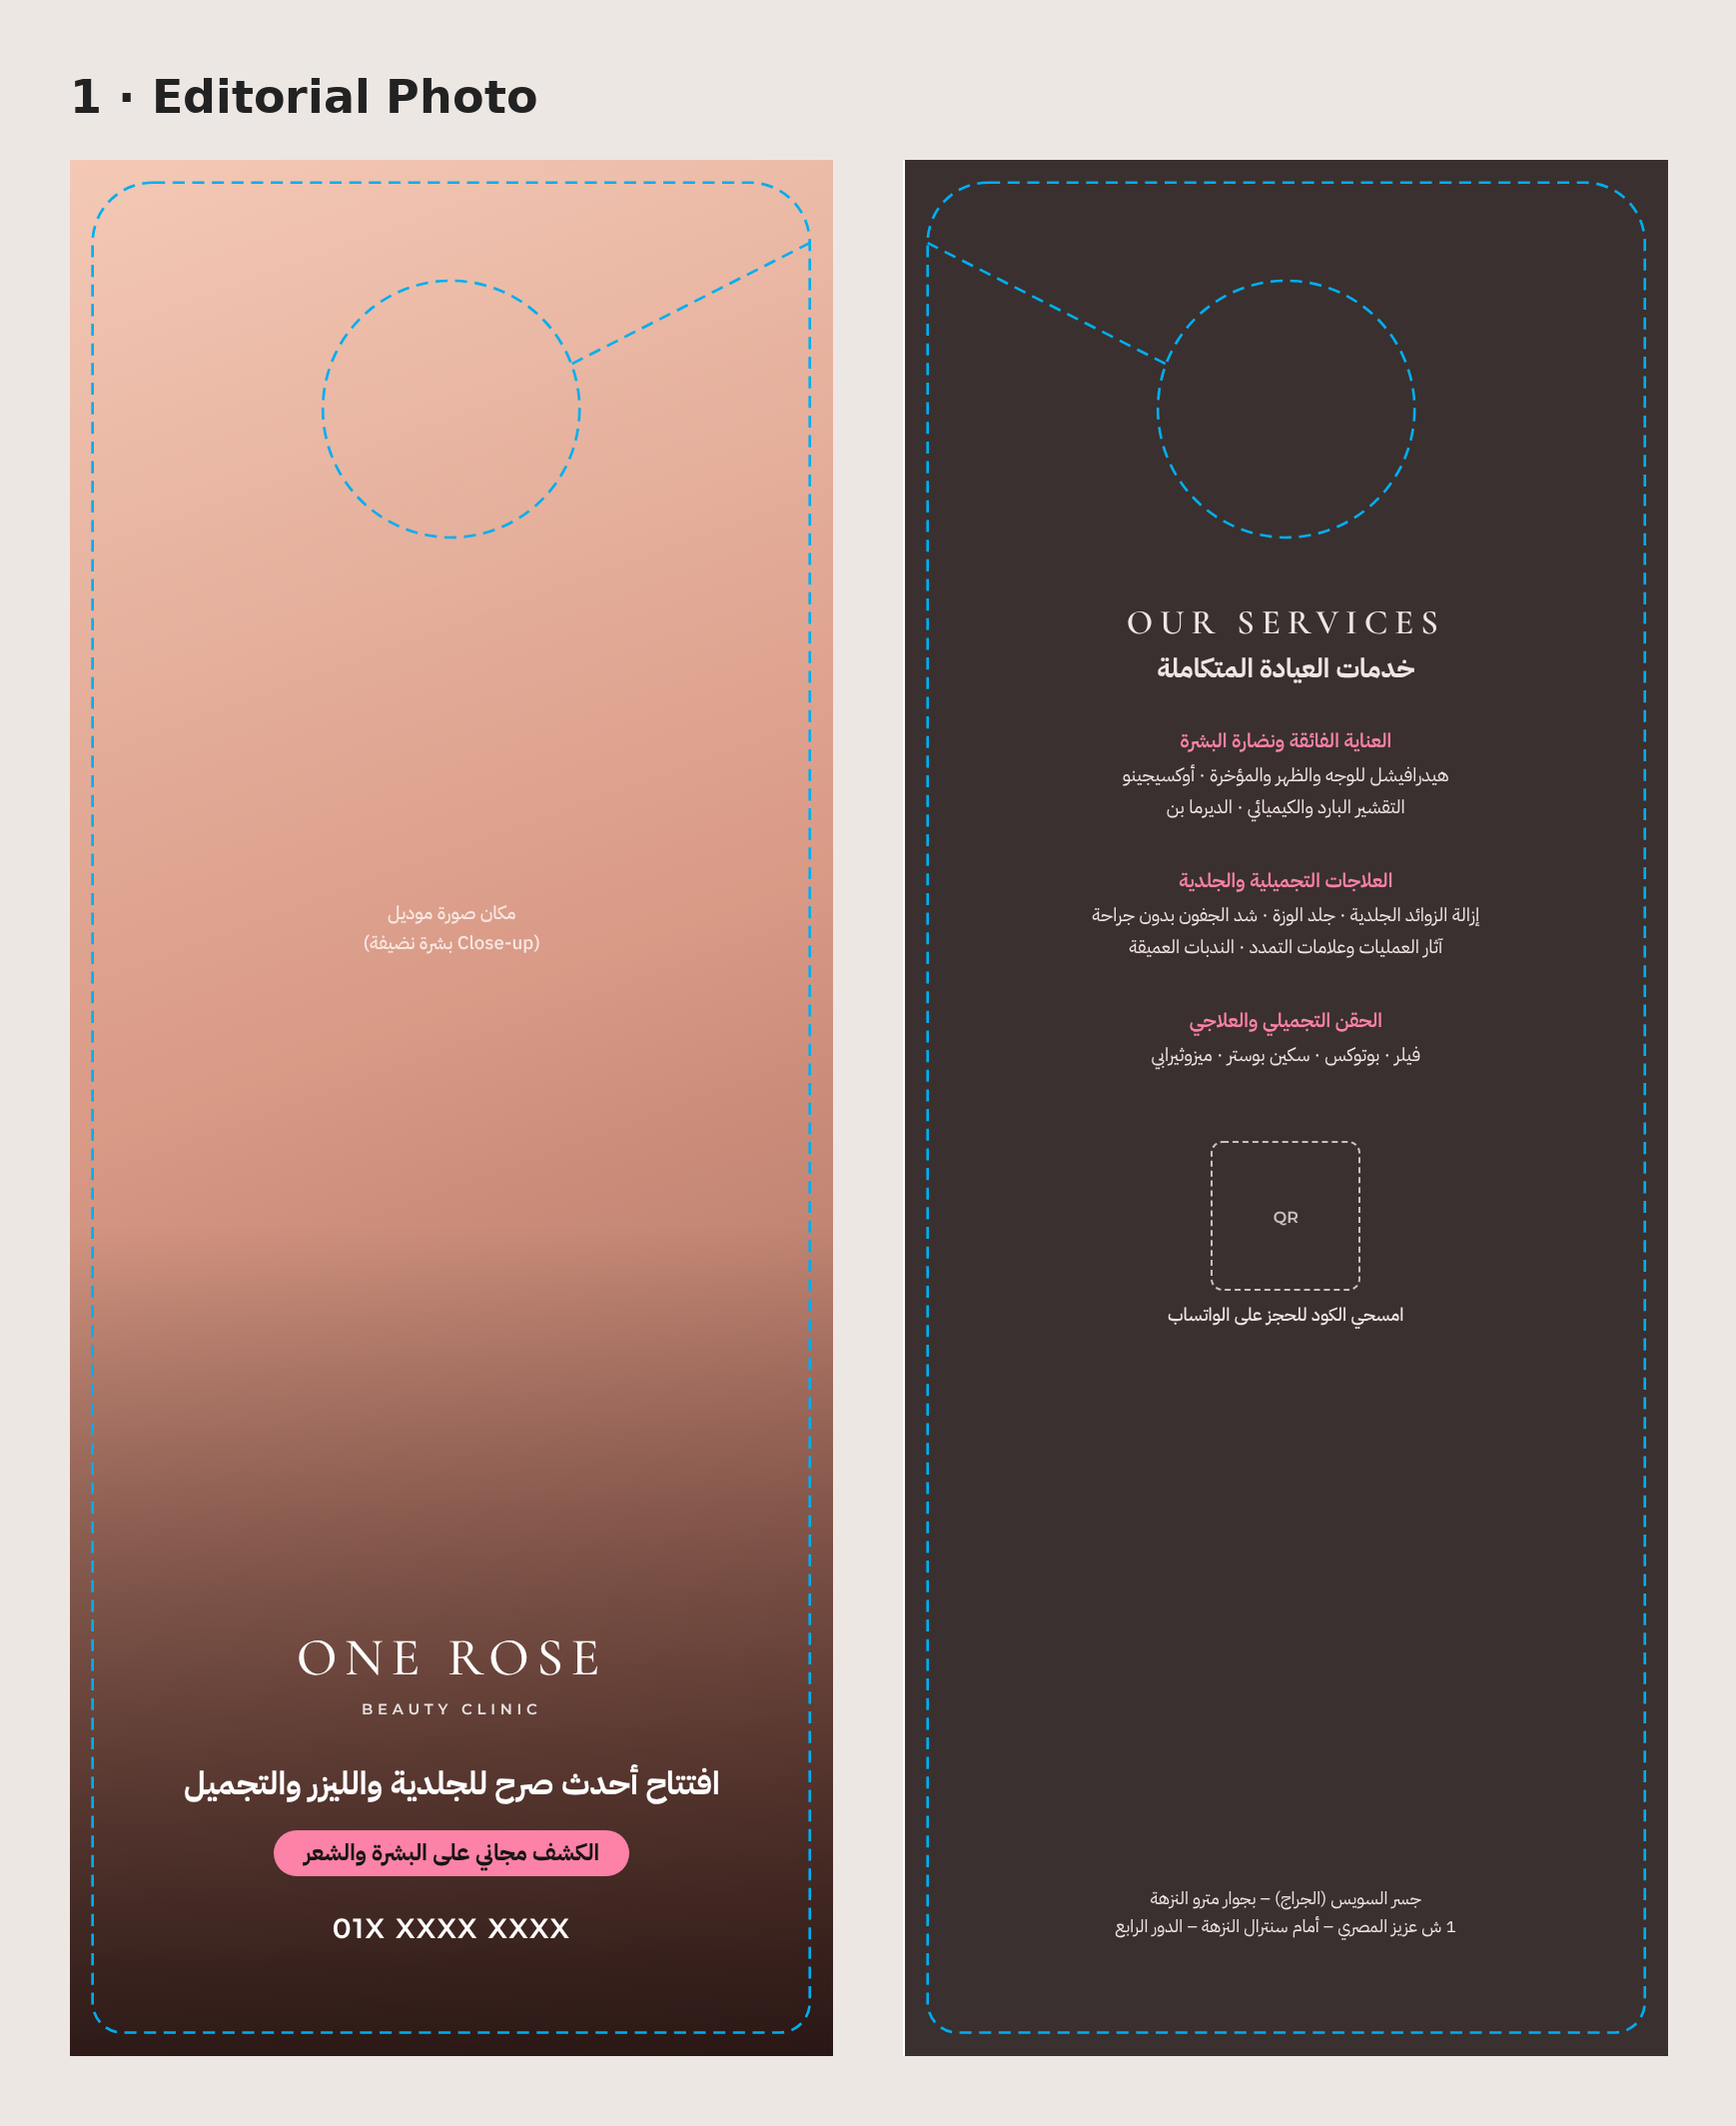 1 · Editorial Photo
مكان صورة موديل
(Close-up بشرة نضيفة)
ONE ROSE
BEAUTY CLINIC
افتتاح أحدث صرح للجلدية والليزر والتجميل
الكشف مجاني على البشرة والشعر
01X XXXX XXXX
OUR SERVICES
خدمات العيادة المتكاملة
العناية الفائقة ونضارة البشرة
هيدرافيشل للوجه والظهر والمؤخرة · أوكسيجينو
التقشير البارد والكيميائي · الديرما بن
العلاجات التجميلية والجلدية
إزالة الزوائد الجلدية · جلد الوزة · شد الجفون بدون جراحة
آثار العمليات وعلامات التمدد · الندبات العميقة
الحقن التجميلي والعلاجي
فيلر · بوتوكس · سكين بوستر · ميزوثيرابي
QR
امسحي الكود للحجز على الواتساب
جسر السويس (الجراج) – بجوار مترو النزهة
1 ش عزيز المصري – أمام سنترال النزهة – الدور الرابع